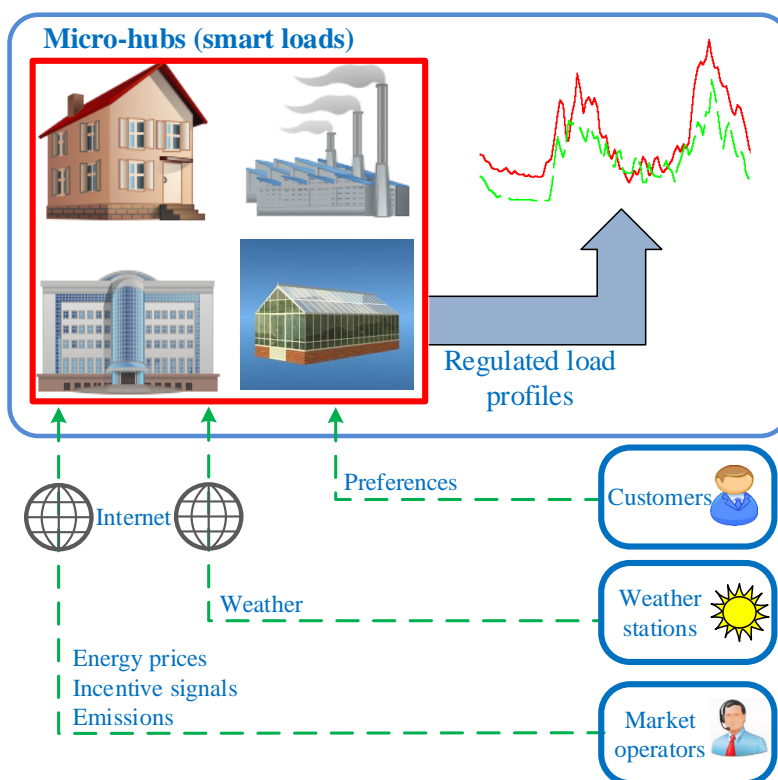 Micro-hubs (smart loads)
Regulated load
profiles
Preferences
Customers
Internet
Weather
Weather
stations
Energy prices
Incentive signals
Emissions
Market
operators